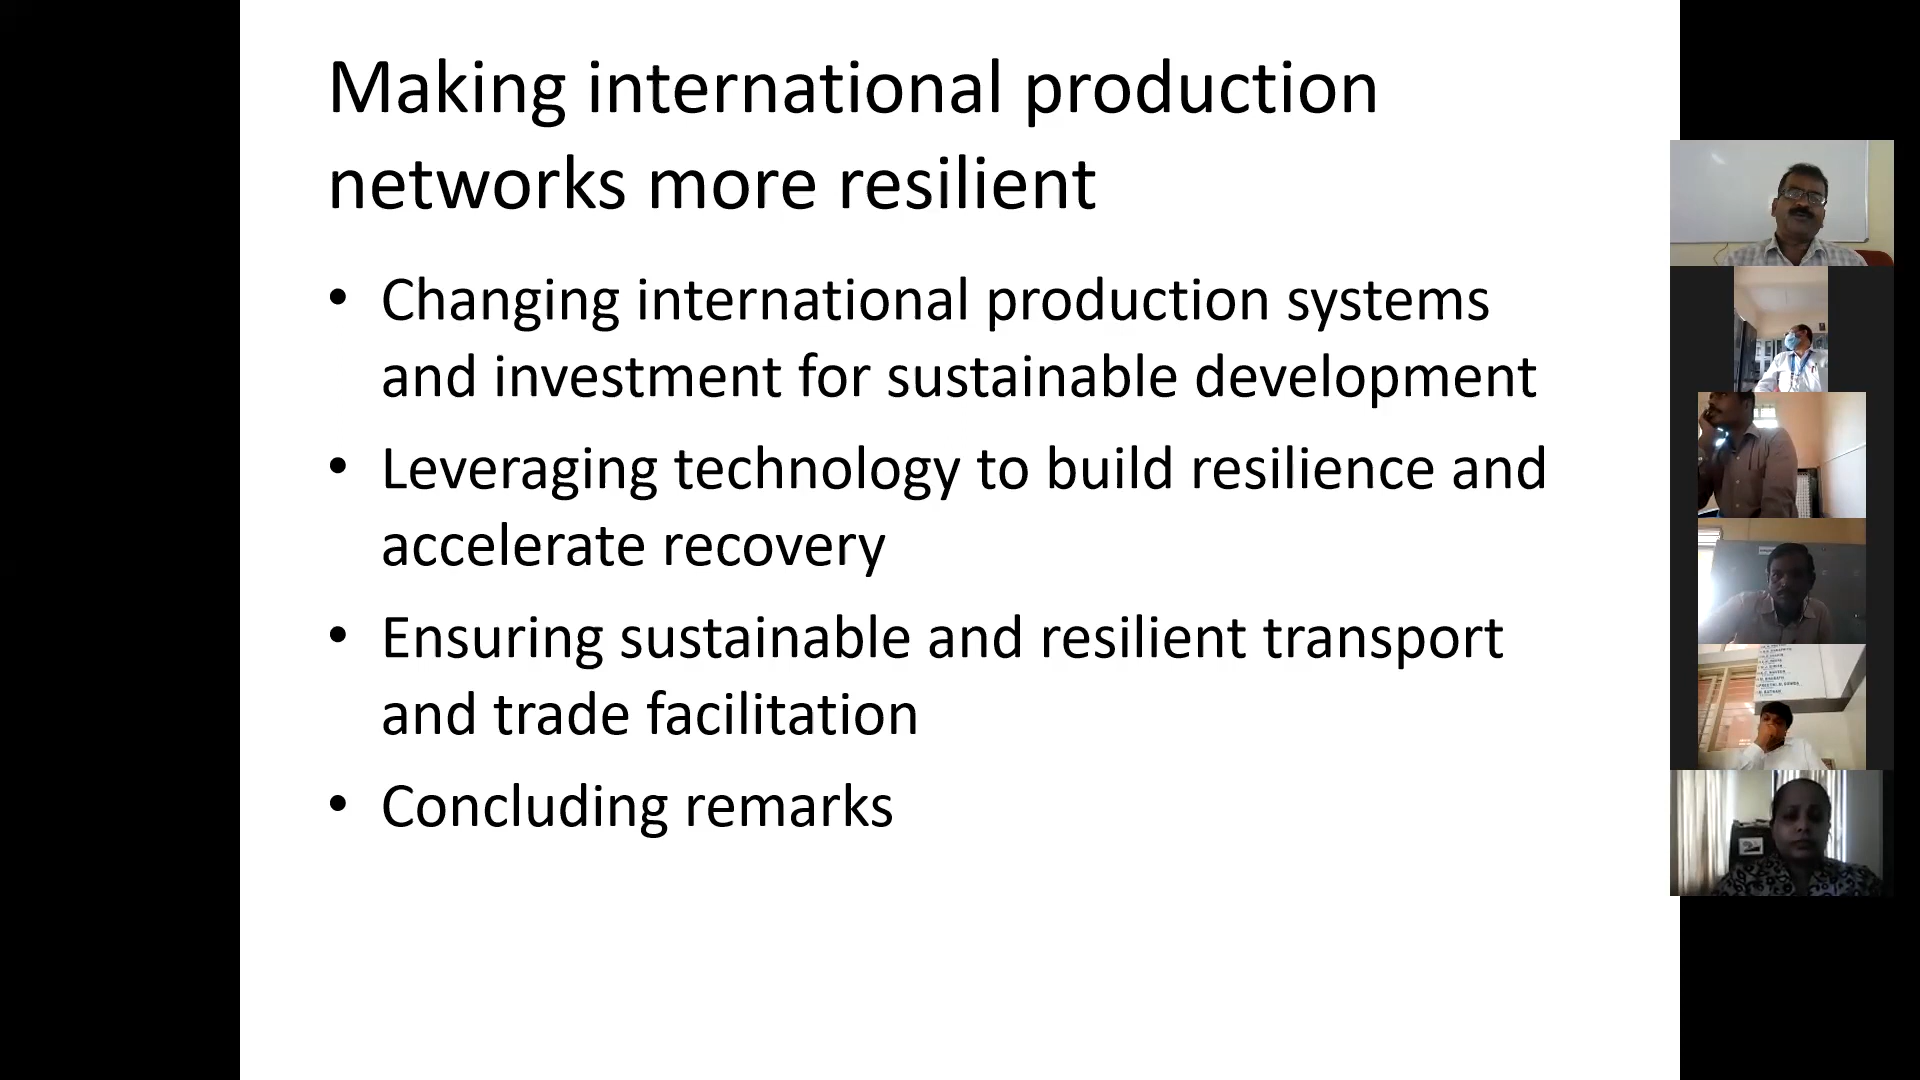 Making international production
networks more resilient
• Changing international production systems
and investment for sustainable development
• Leveraging technology to build resilience and
accelerate recovery
• Ensuring sustainable and resilient transport
and trade facilitation
• Concluding remarks